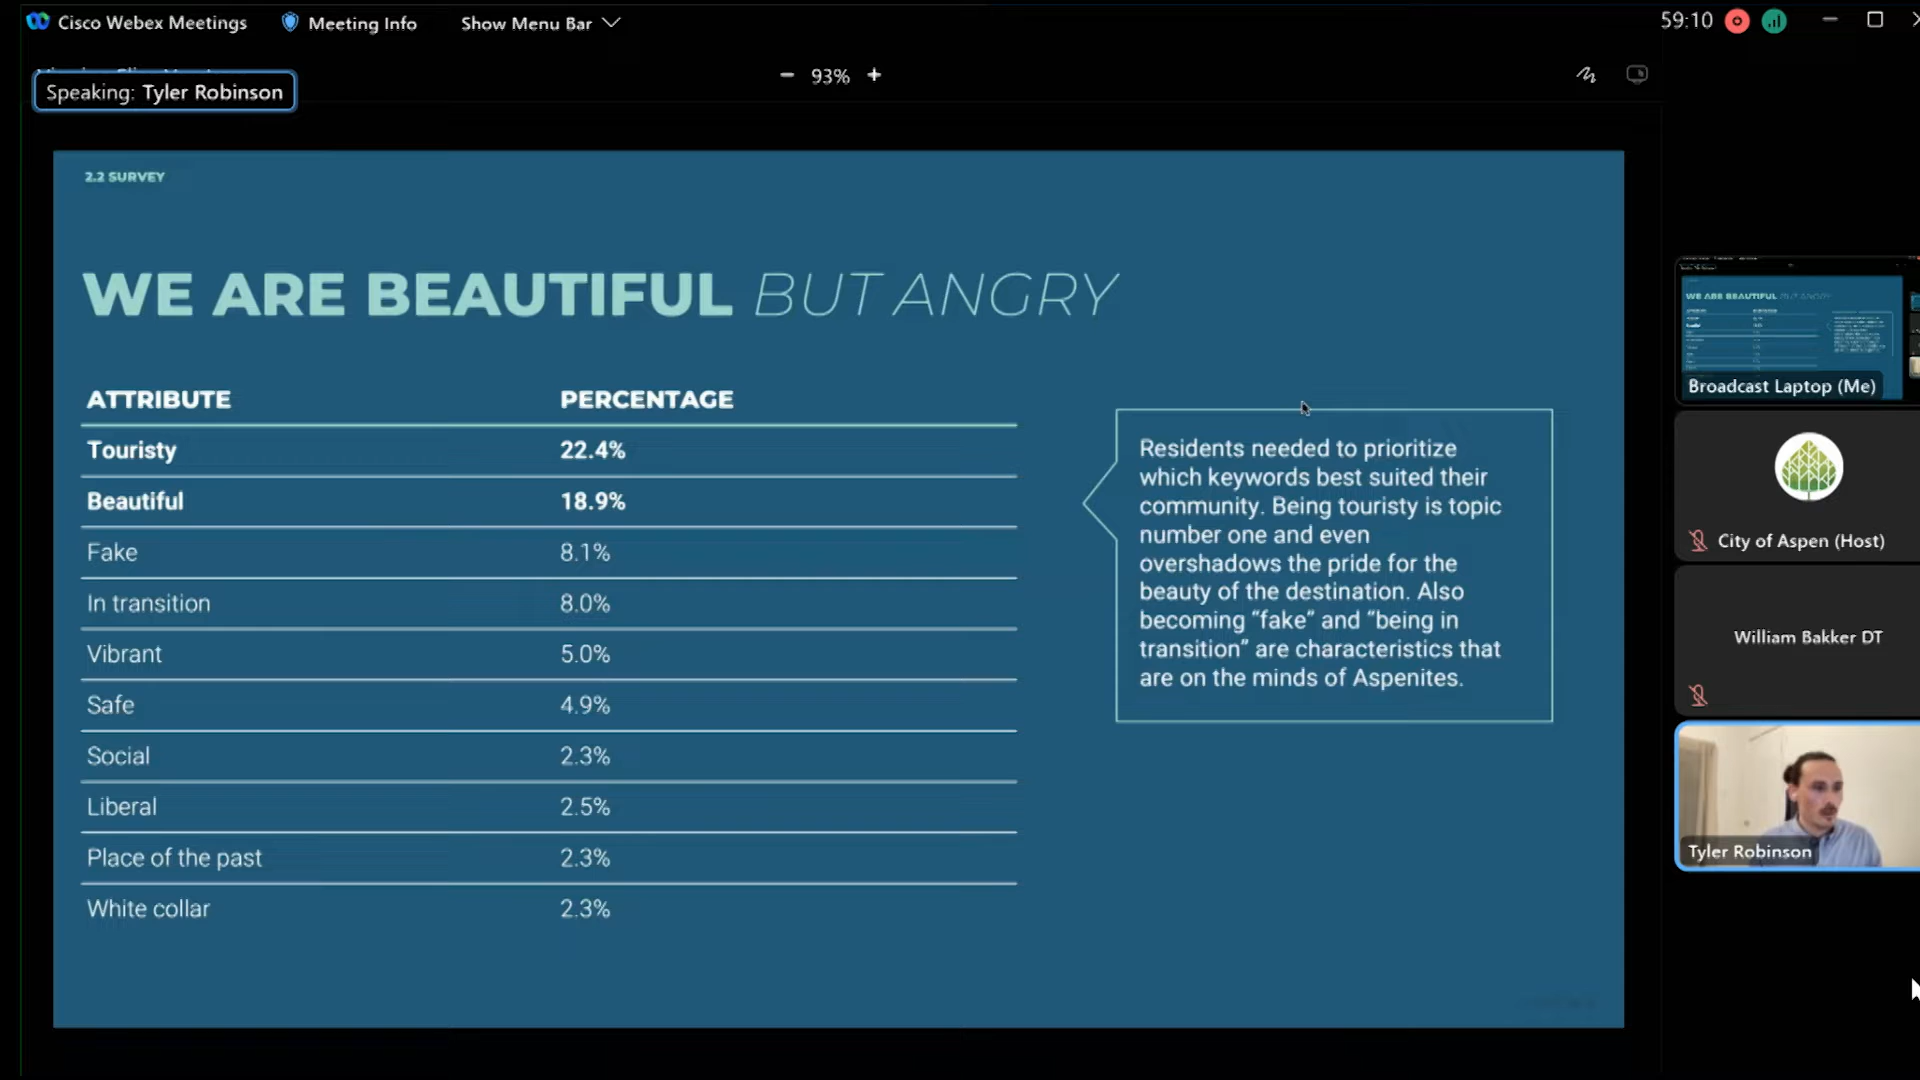 Cisco Webex Meetings
Meeting Info
Show Menu Bar
59:10
Speaking: Tyler Robinson
93%
2.2 SURVEY
WE ARE BEAUTIFUL BUT ANGRY
ATTRIBUTE PERCENTAGE
Touristy 22.4%
Beautiful 18.9%
Fake 8.1%
In transition 8.0%
Vibrant 5.0%
Safe 4.9%
Social 2.3%
Liberal 2.5%
Place of the past 2.3%
White collar 2.3%
Residents needed to prioritize
which keywords best suited their
community. Being touristy is topic
number one and even
overshadows the pride for the
beauty of the destination. Also
becoming “fake” and “being in
transition” are characteristics that
are on the minds of Aspenites.
WE ARE BEAUTIFUL BUT ANGRY
Broadcast Laptop (Me)
City of Aspen (Host)
William Bakker DT
Tyler Robinson